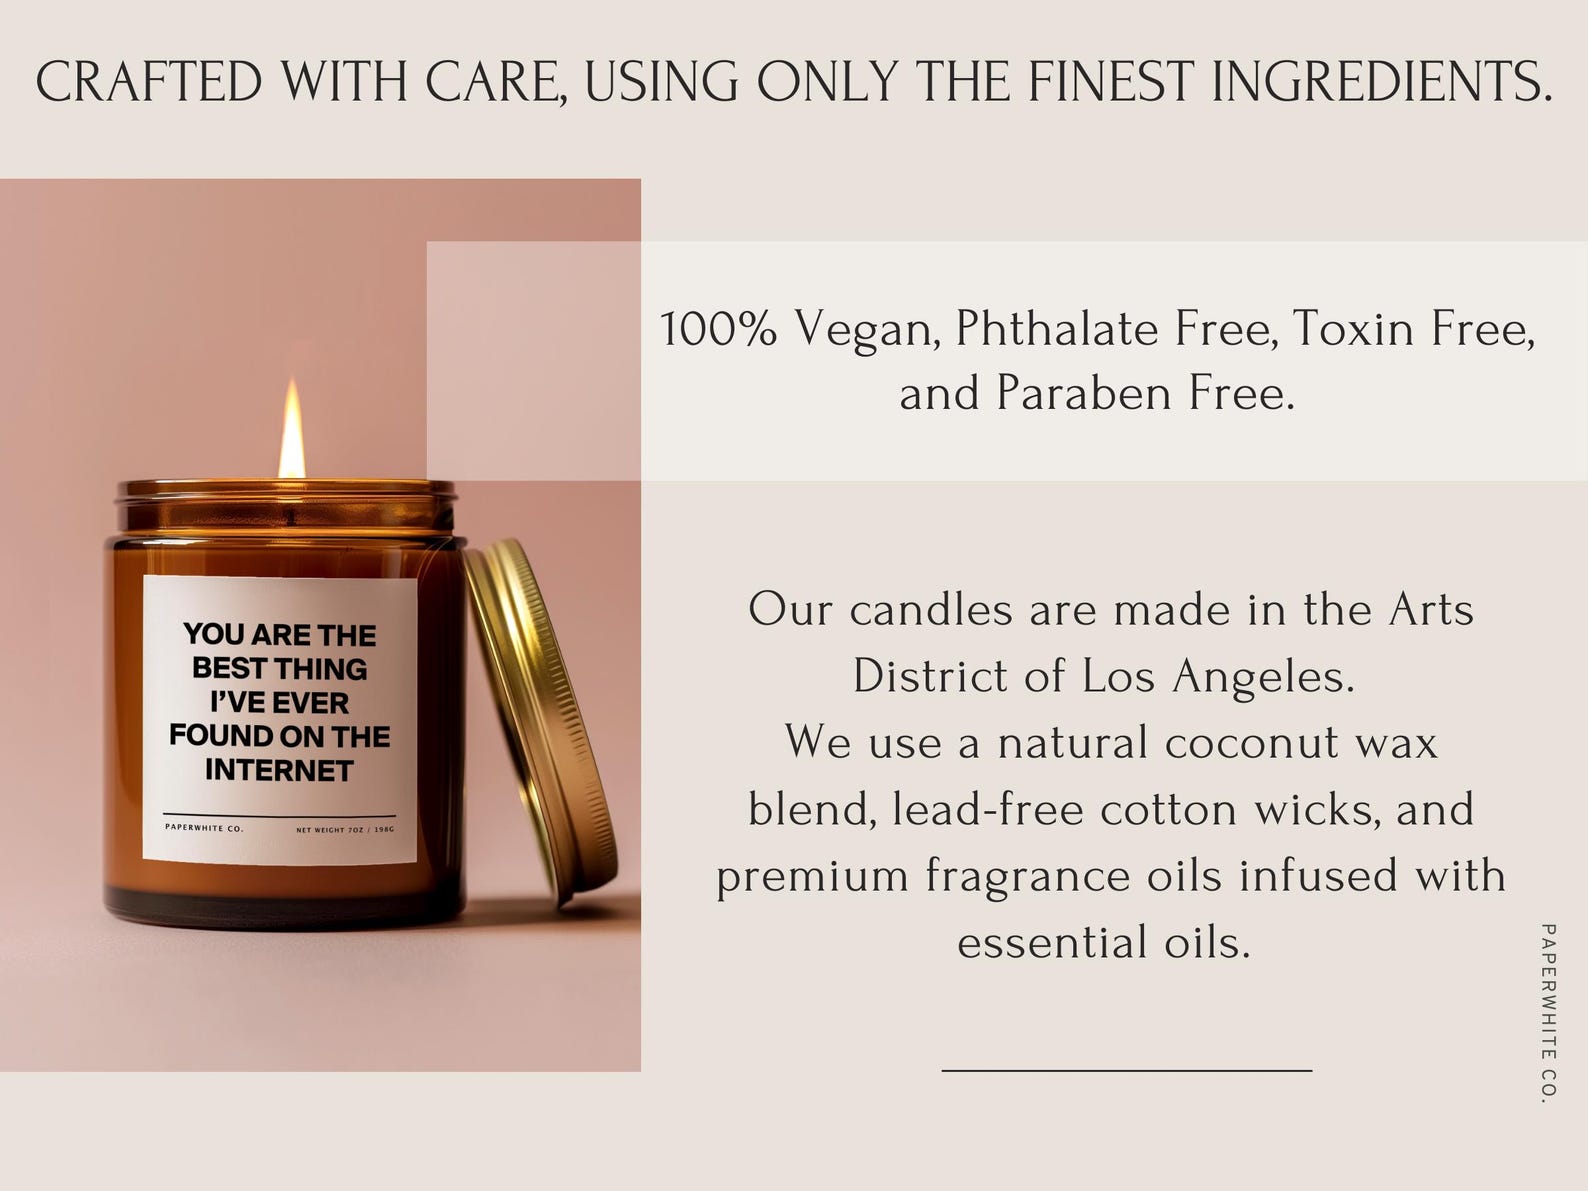 CRAFTED WITH CARE, USING ONLY THE FINEST INGREDIENTS.
100% Vegan, Phthalate Free, Toxin Free,
and Paraben Free.
YOU ARE THE
BEST THING
I'VE EVER
FOUND ON THE
INTERNET
PAPERWHITE CO.
NET WEIGHT 7OZ / 198G
Our candles are made in the Arts
District of Los Angeles.
We use a natural coconut wax
blend, lead-free cotton wicks, and
premium fragrance oils infused with
essential oils.
PAPERWHITE CO.